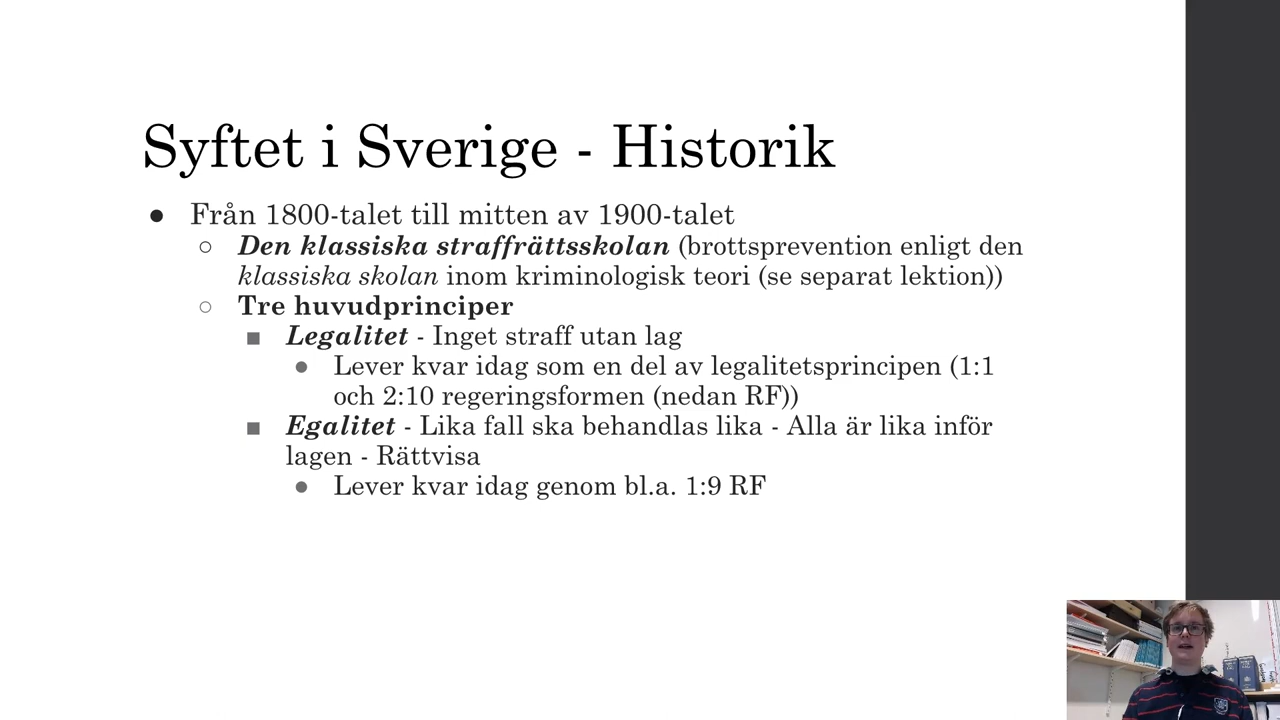 Syftet i Sverige - Historik
● Från 1800-talet till mitten av 1900-talet
○ Den klassiska straffrättsskolan (brottsprevention enligt den
klassiska skolan inom kriminologisk teori (se separat lektion))
○ Tre huvudprinciper
■ Legalitet - Inget straff utan lag
● Lever kvar idag som en del av legalitetsprincipen (1:1
och 2:10 regeringsformen (nedan RF))
■ Egalitet - Lika fall ska behandlas lika - Alla är lika inför
lagen - Rättvisa
● Lever kvar idag genom bl.a. 1:9 RF